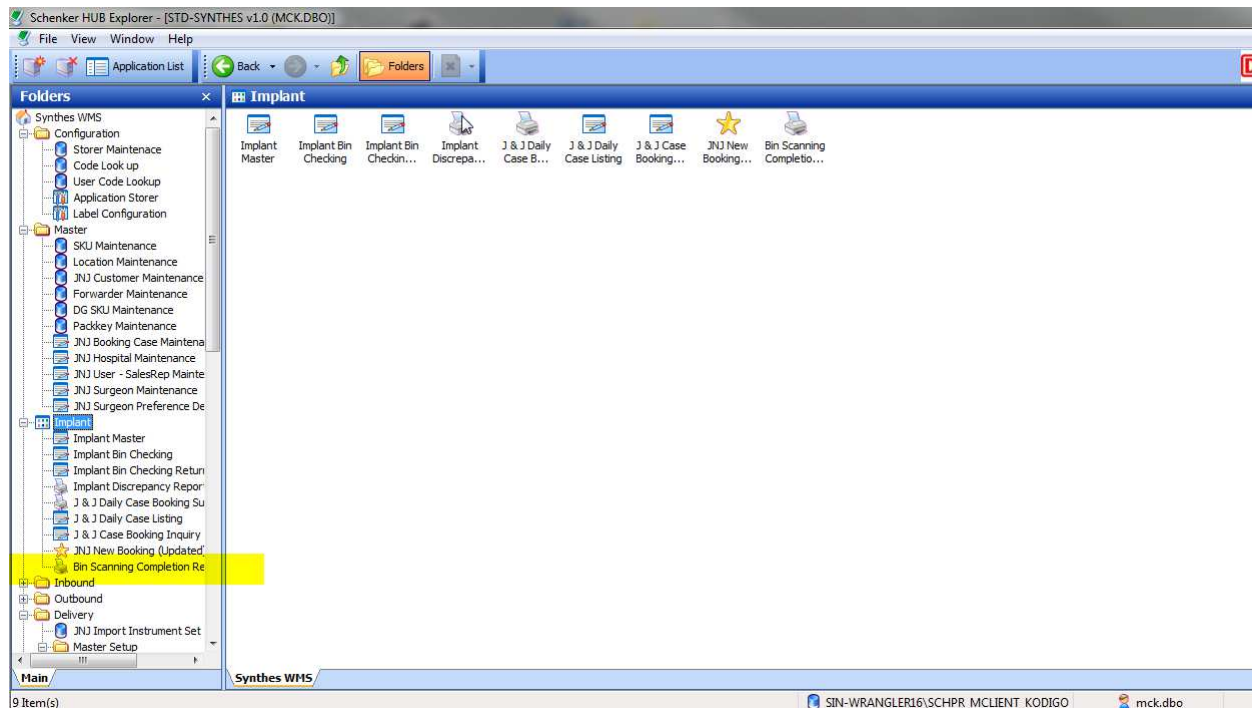 Schenker HUB Explorer - [STD-SYNTHES v1.0 (MCK.DBO)]
File View Window Help
Application List Back Folders
Folders
Implant
Synthes WMS
Configuration
Storer Maintenace
Code Look up
User Code Lookup
Application Storer
Label Configuration
Master
SKU Maintenance
Location Maintenance
JNJ Customer Maintenance
Forwarder Maintenance
DG SKU Maintenance
Packkey Maintenance
JNJ Booking Case Maintena
JNJ Hospital Maintenance
JNJ User - SalesRep Mainte
JNJ Surgeon Maintenance
JNJ Surgeon Preference De
Implant
Implant Master
Implant Bin Checking
Implant Bin Checking Return
Implant Discrepancy Repor
J & J Daily Case Booking Su
J & J Daily Case Listing
J & J Case Booking Inquiry
JNJ New Booking (Updated)
Bin Scanning Completion Re
Inbound
Outbound
Delivery
JNJ Import Instrument Set
Master Setup
Main
Implant Master
Implant Bin Checking
Implant Bin Checkin...
Implant Discrepa...
J & J Daily Case B...
J & J Daily Case Listing
J & J Case Booking...
JNJ New Booking...
Bin Scanning Completio...
Synthes WMS
9 Item(s)
SIN-WRANGLER16\SCHPR_MCLIENT_KODIGO
mck.dbo